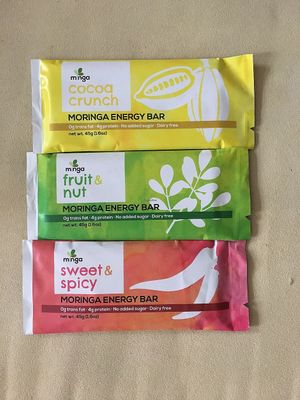 minga
cocoa
crunch
MORINGA ENERGY BAR
0g trans fat · 4g protein · No added sugar · Dairy free
net wt. 45g (1.6oz)
minga
fruit &
nut
MORINGA ENERGY BAR
0g trans fat · 4g protein · No added sugar · Dairy free
net wt. 45g (1.6oz)
minga
sweet &
spicy
MORINGA ENERGY BAR
0g trans fat · 4g protein · No added sugar · Dairy free
net wt. 45g (1.6oz)